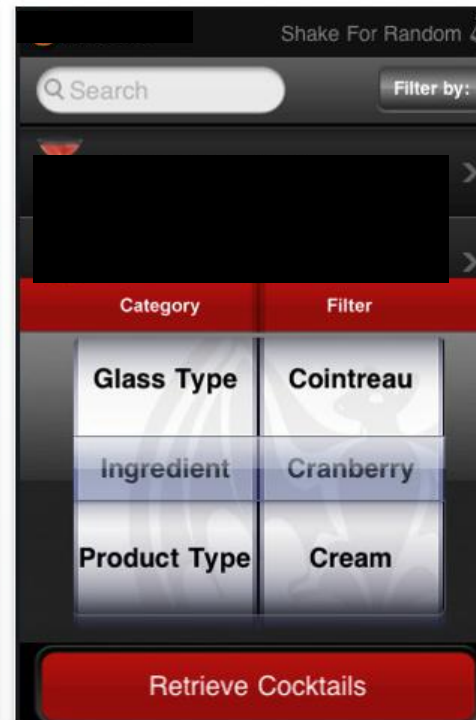 Shake For Random
Search
Filter by:
Category Filter
Glass Type Cointreau
Ingredient Cranberry
Product Type Cream
Retrieve Cocktails